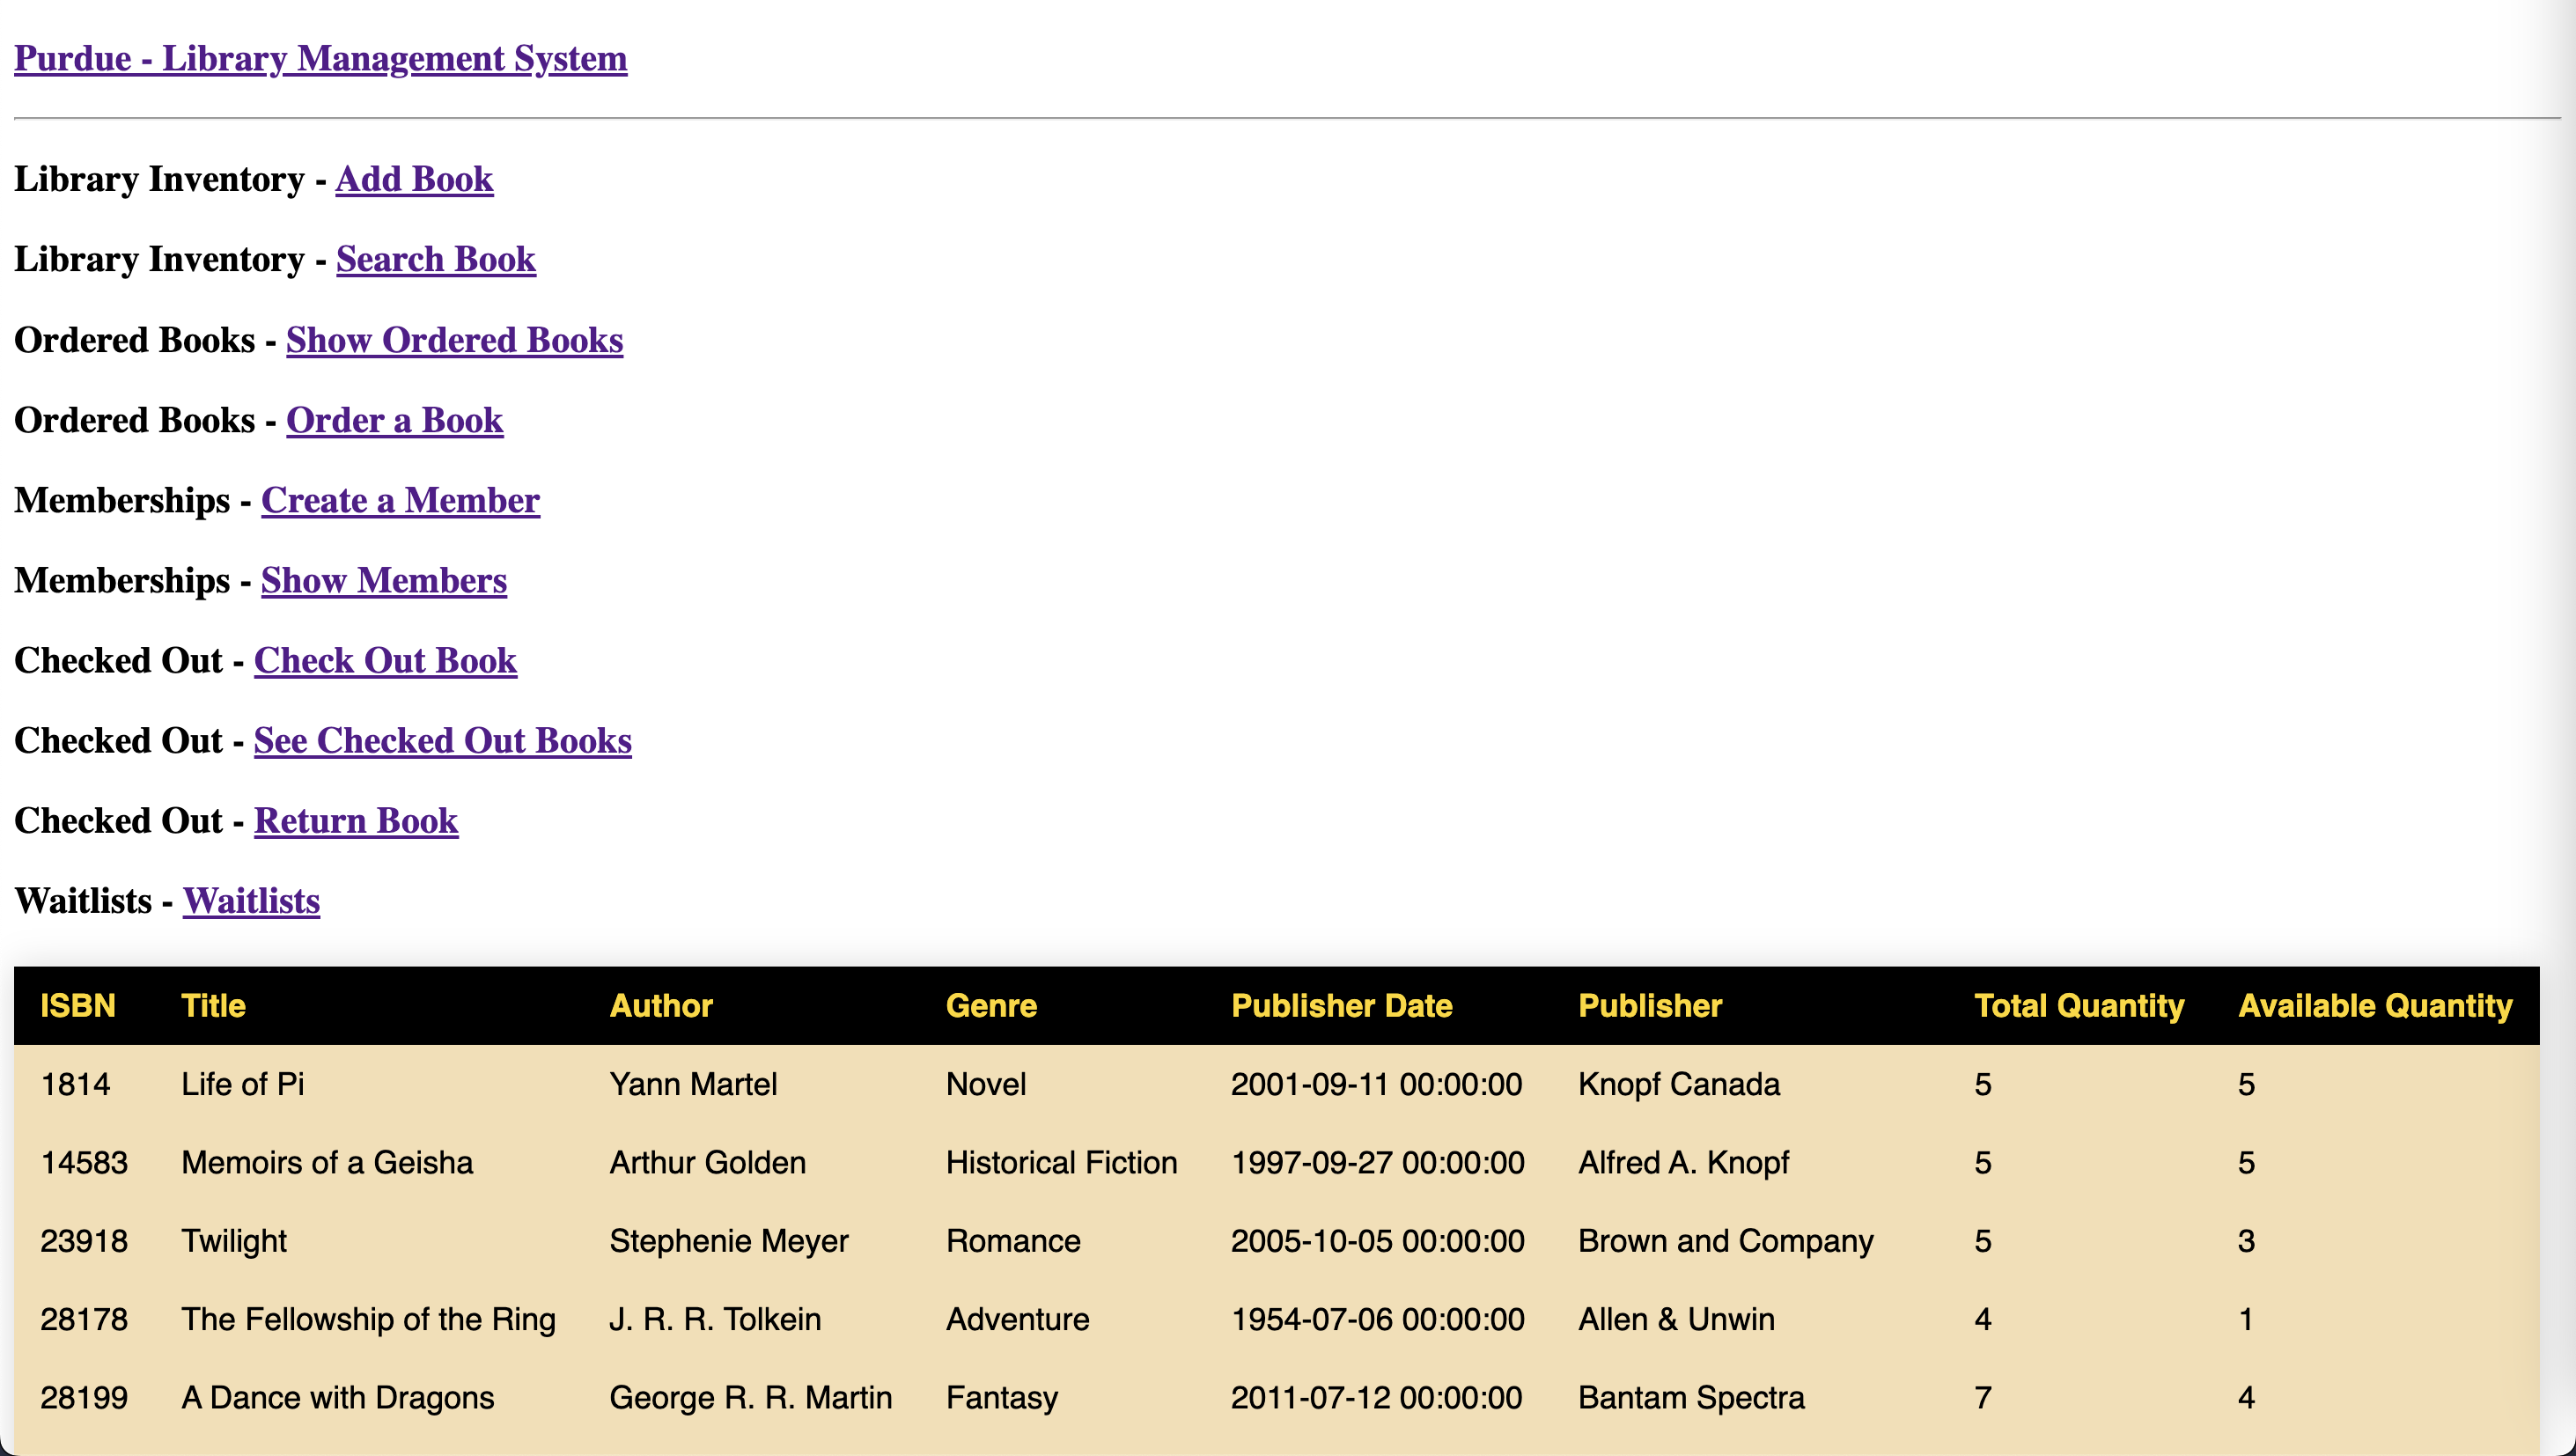 Purdue - Library Management System
Library Inventory - Add Book
Library Inventory - Search Book
Ordered Books - Show Ordered Books
Ordered Books - Order a Book
Memberships - Create a Member
Memberships - Show Members
Checked Out - Check Out Book
Checked Out - See Checked Out Books
Checked Out - Return Book
Waitlists - Waitlists
ISBN Title Author Genre Publisher Date Publisher Total Quantity Available Quantity
1814 Life of Pi Yann Martel Novel 2001-09-11 00:00:00 Knopf Canada 5 5
14583 Memoirs of a Geisha Arthur Golden Historical Fiction 1997-09-27 00:00:00 Alfred A. Knopf 5 5
23918 Twilight Stephenie Meyer Romance 2005-10-05 00:00:00 Brown and Company 5 3
28178 The Fellowship of the Ring J. R. R. Tolkein Adventure 1954-07-06 00:00:00 Allen & Unwin 4 1
28199 A Dance with Dragons George R. R. Martin Fantasy 2011-07-12 00:00:00 Bantam Spectra 7 4